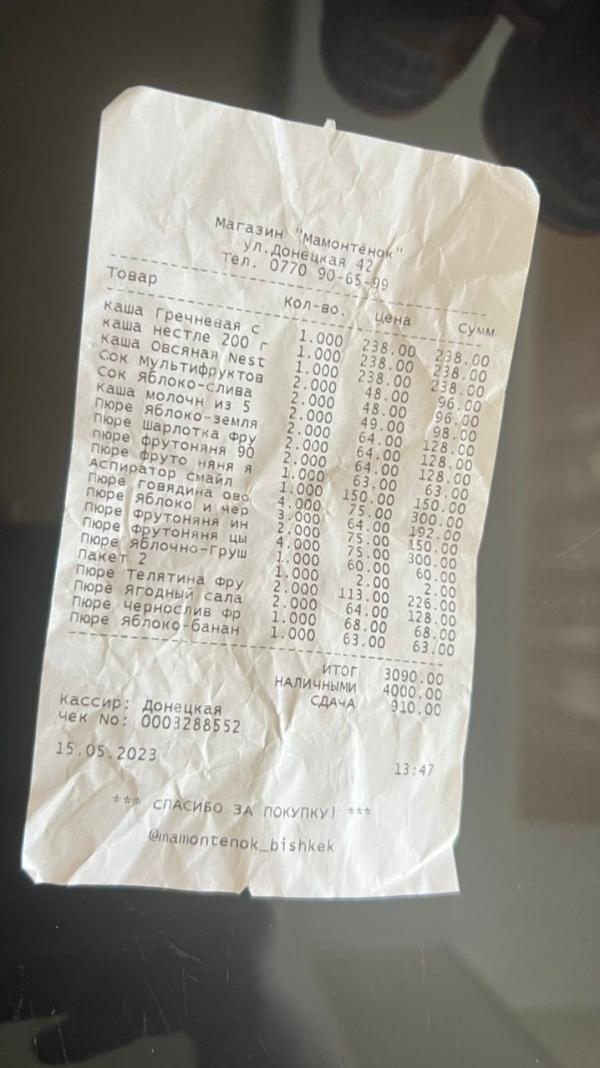 Магазин "Мамонтёнок"
ул.Донецкая 42
Тел. 0770 90-65-99
Товар Кол-во. Цена Сумм
каша Гречневая с 1.000 238.00 238.00
каша нестле 200 г 1.000 238.00 238.00
каша Овсяная Nest 1.000 238.00 238.00
Сок Мультифруктов 2.000 48.00 96.00
Сок Яблоко-слива 2.000 48.00 96.00
каша молочн из 5 2.000 49.00 98.00
Пюре Яблоко-земля 2.000 64.00 128.00
Пюре шарлотка Фру 2.000 64.00 128.00
пюре фрутоняня 90 2.000 64.00 128.00
Пюре фруто няня я 1.000 63.00 63.00
Аспиратор смайл 1.000 150.00 150.00
Пюре говядина ово 4.000 75.00 300.00
Пюре Яблоко и чер 3.000 64.00 192.00
Пюре Фрутоняня ин 2.000 75.00 150.00
Пюре Фрутоняня цы 4.000 75.00 300.00
Пюре Яблочно-Груш 1.000 60.00 60.00
Пакет 2 1.000 2.00 2.00
Пюре Телятина Фру 2.000 113.00 226.00
Пюре Ягодный сала 2.000 64.00 128.00
Пюре Чернослив Фр 1.000 68.00 68.00
Пюре Яблоко-банан 1.000 63.00 63.00
ИТОГ 3090.00
НАЛИЧНЫМИ 4000.00
СДАЧА 910.00
Кассир: Донецкая
Чек No: 0003288552
15.05.2023 13:47
*** СПАСИБО ЗА ПОКУПКУ! ***
@mamontenok_bishkek